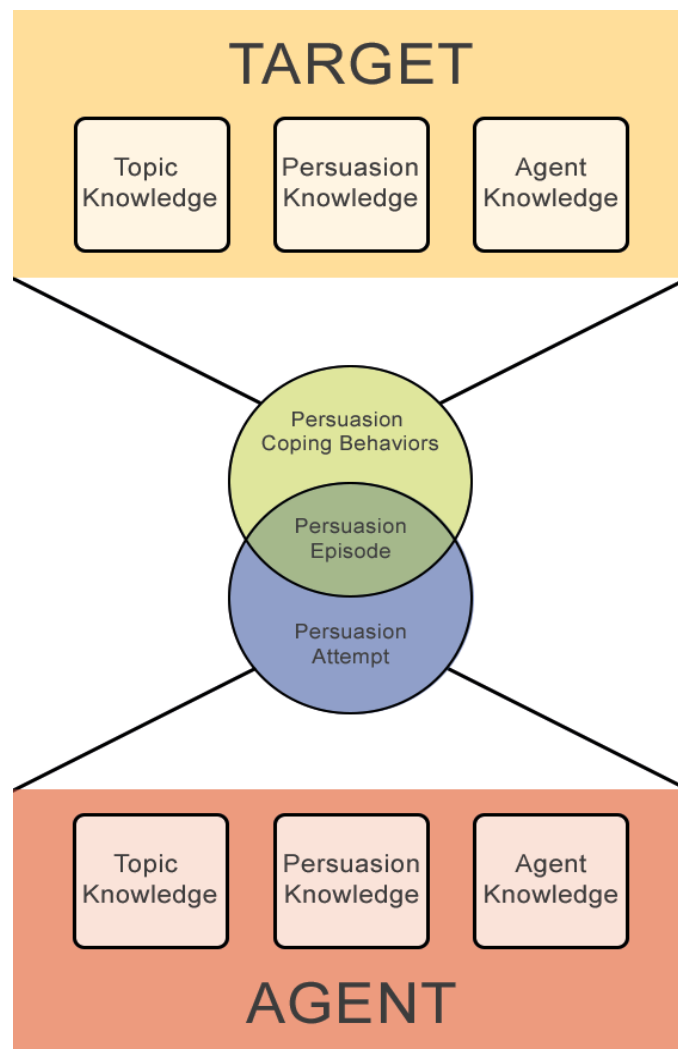 TARGET
Topic
Knowledge
Persuasion
Knowledge
Agent
Knowledge
Persuasion
Coping Behaviors
Persuasion
Episode
Persuasion
Attempt
Topic
Knowledge
Persuasion
Knowledge
Agent
Knowledge
AGENT